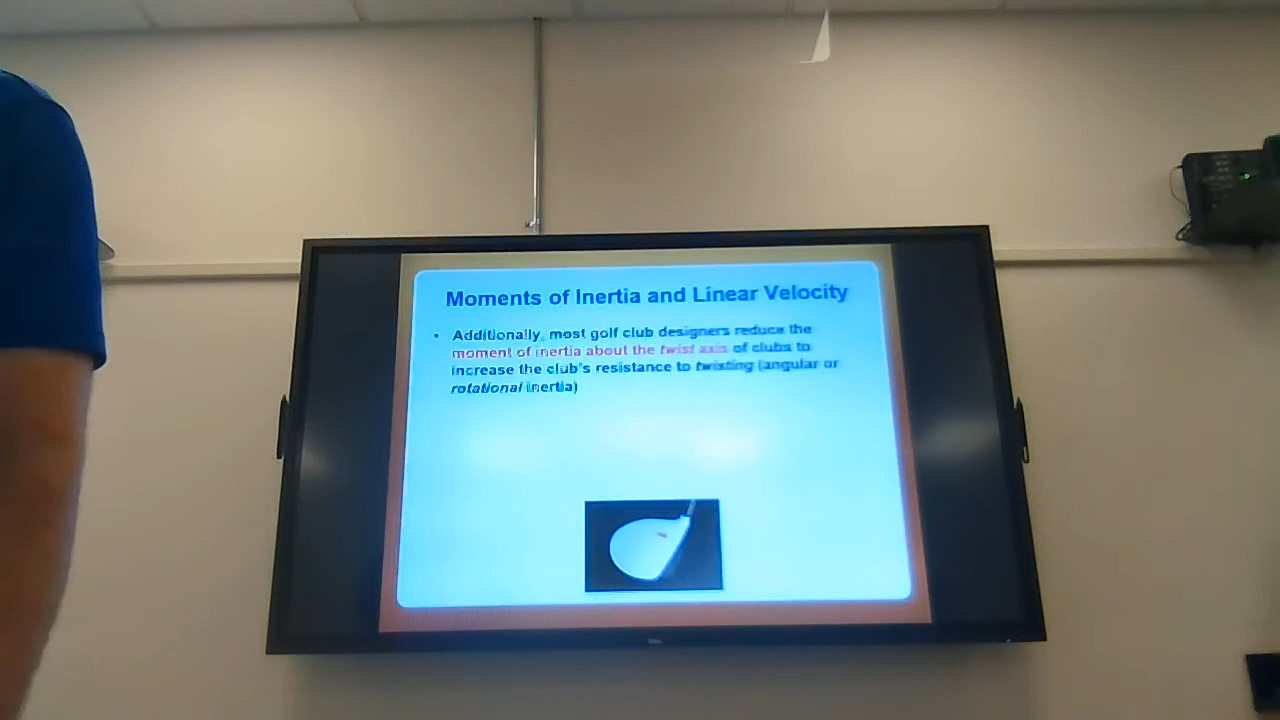 Moments of Inertia and Linear Velocity
• Additionally, most golf club designers reduce the
moment of inertia about the twist axis of clubs to
increase the club's resistance to twisting (angular or
rotational inertia)